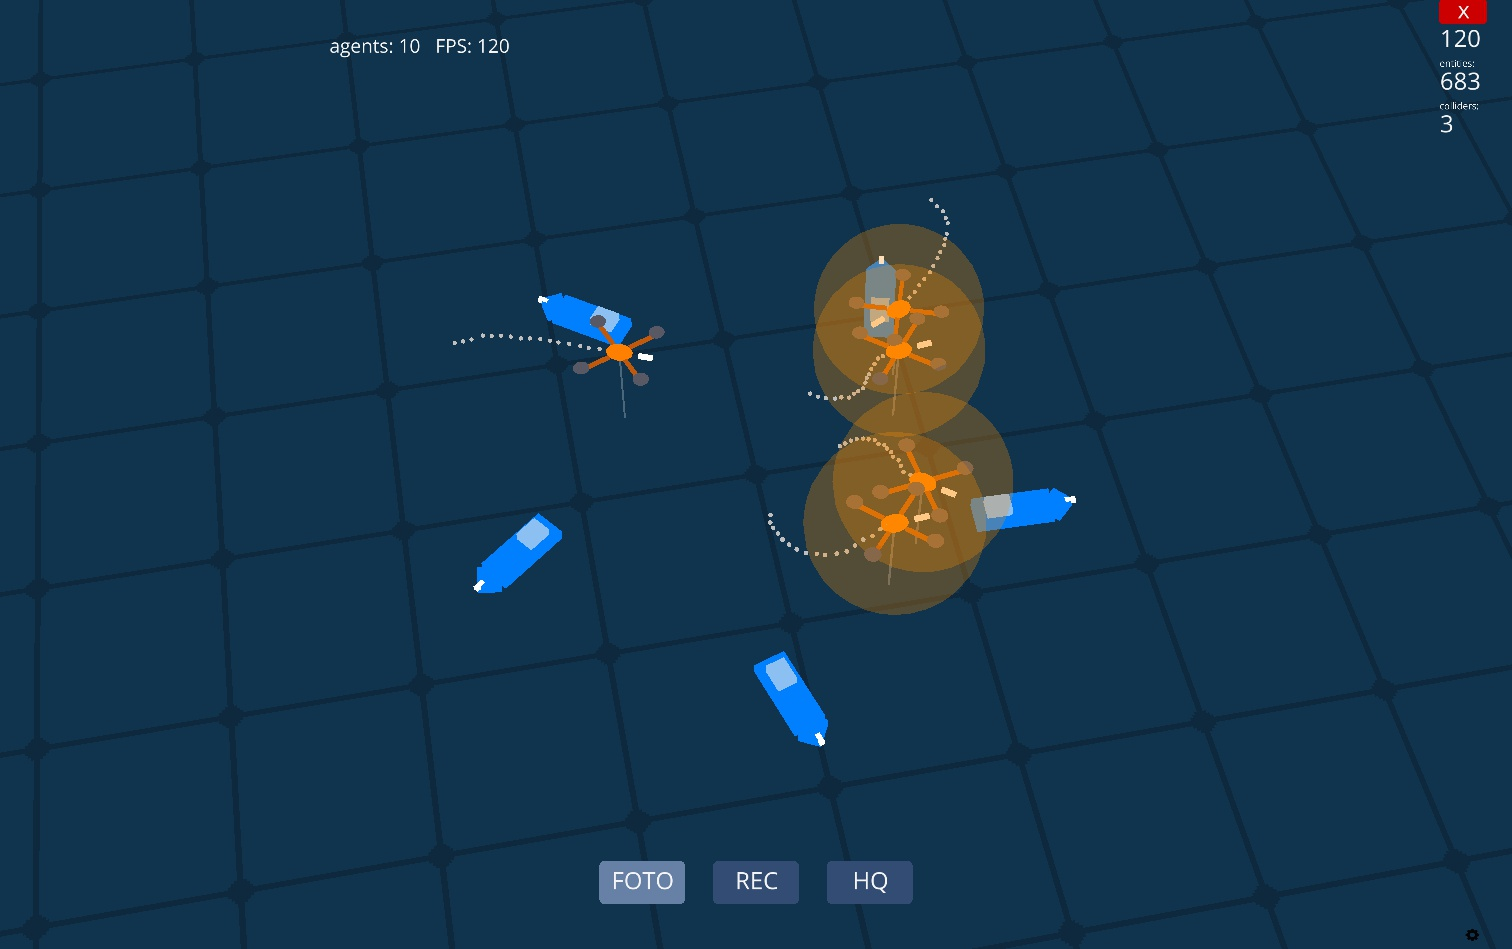 agents: 10 FPS: 120
X
120
entities:
683
colliders:
3
FOTO
REC
HQ